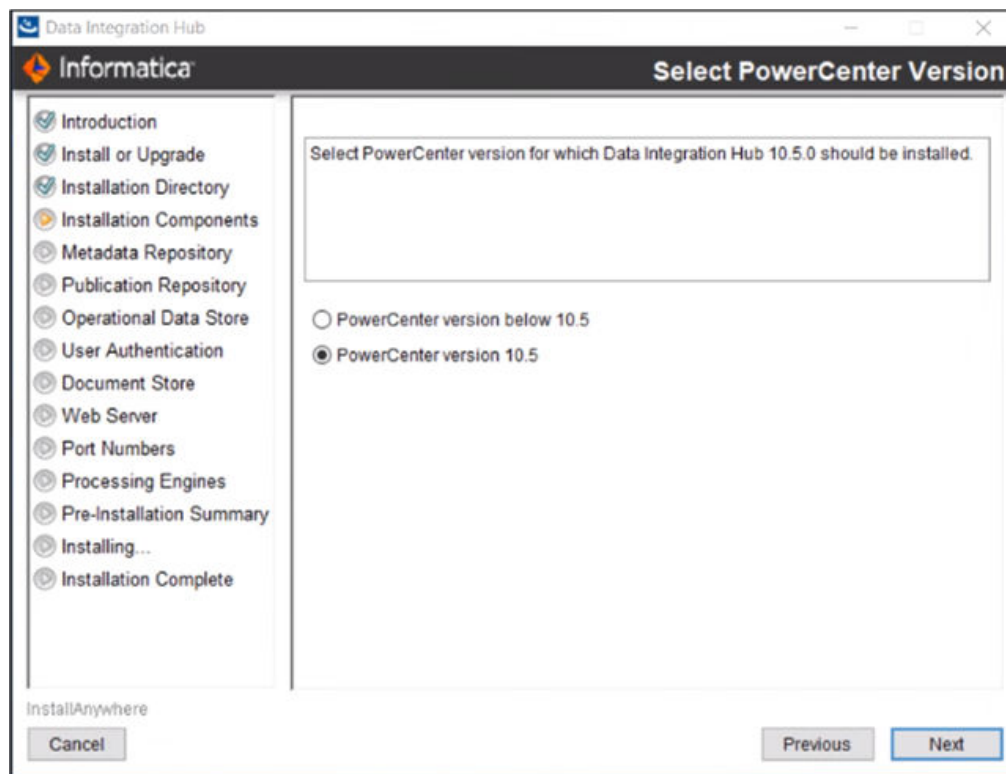 Data Integration Hub
Informatica
Select PowerCenter Version
Introduction
Install or Upgrade
Installation Directory
Installation Components
Metadata Repository
Publication Repository
Operational Data Store
User Authentication
Document Store
Web Server
Port Numbers
Processing Engines
Pre-Installation Summary
Installing...
Installation Complete
Select PowerCenter version for which Data Integration Hub 10.5.0 should be installed.
PowerCenter version below 10.5
PowerCenter version 10.5
InstallAnywhere
Cancel
Previous
Next